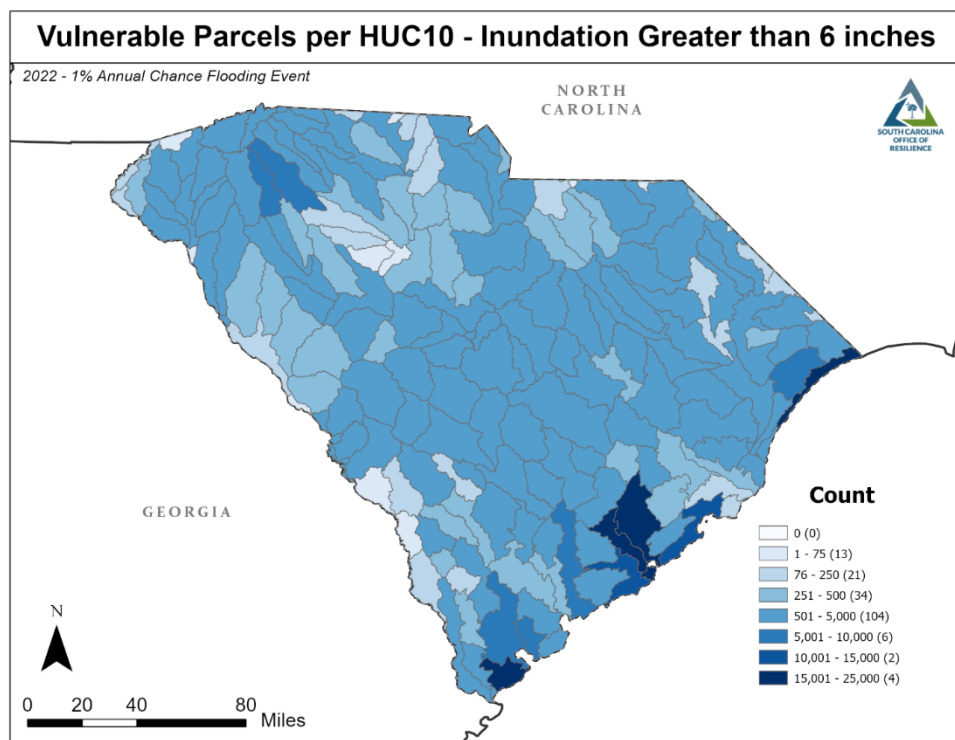 Vulnerable Parcels per HUC10 - Inundation Greater than 6 inches
2022 - 1% Annual Chance Flooding Event
NORTH
CAROLINA
SOUTH CAROLINA
OFFICE OF
RESILIENCE
GEORGIA
Count
0 (0)
1 - 75 (13)
76 - 250 (21)
251 - 500 (34)
501 - 5,000 (104)
5,001 - 10,000 (6)
10,001 - 15,000 (2)
15,001 - 25,000 (4)
N
0 20 40 80
Miles